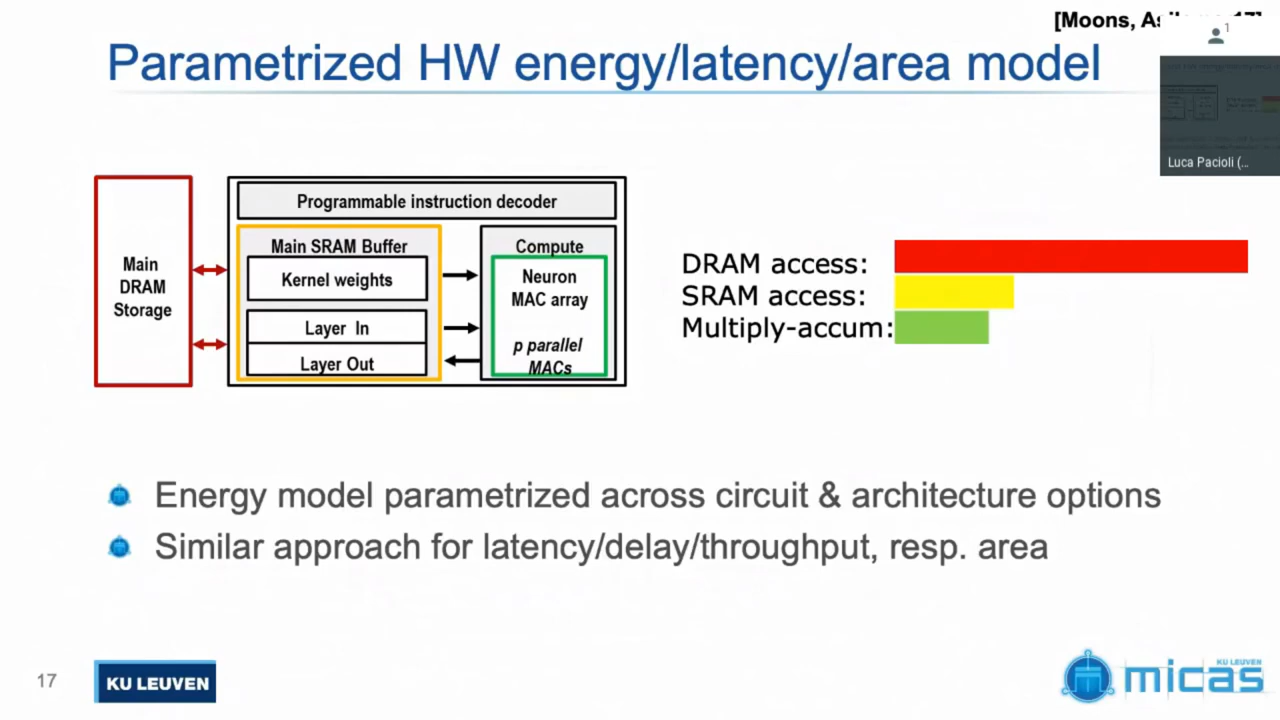 [Moons,
1
Parametrized HW energy/latency/area model
Luca Pacioli (...
Programmable instruction decoder
Main
DRAM
Storage
Main SRAM Buffer
Kernel weights
Layer In
Layer Out
Compute
Neuron
MAC array
p parallel
MACs
DRAM access:
SRAM access:
Multiply-accum:
Energy model parametrized across circuit & architecture options
Similar approach for latency/delay/throughput, resp. area
17
KU LEUVEN
KU LEUVEN
micas